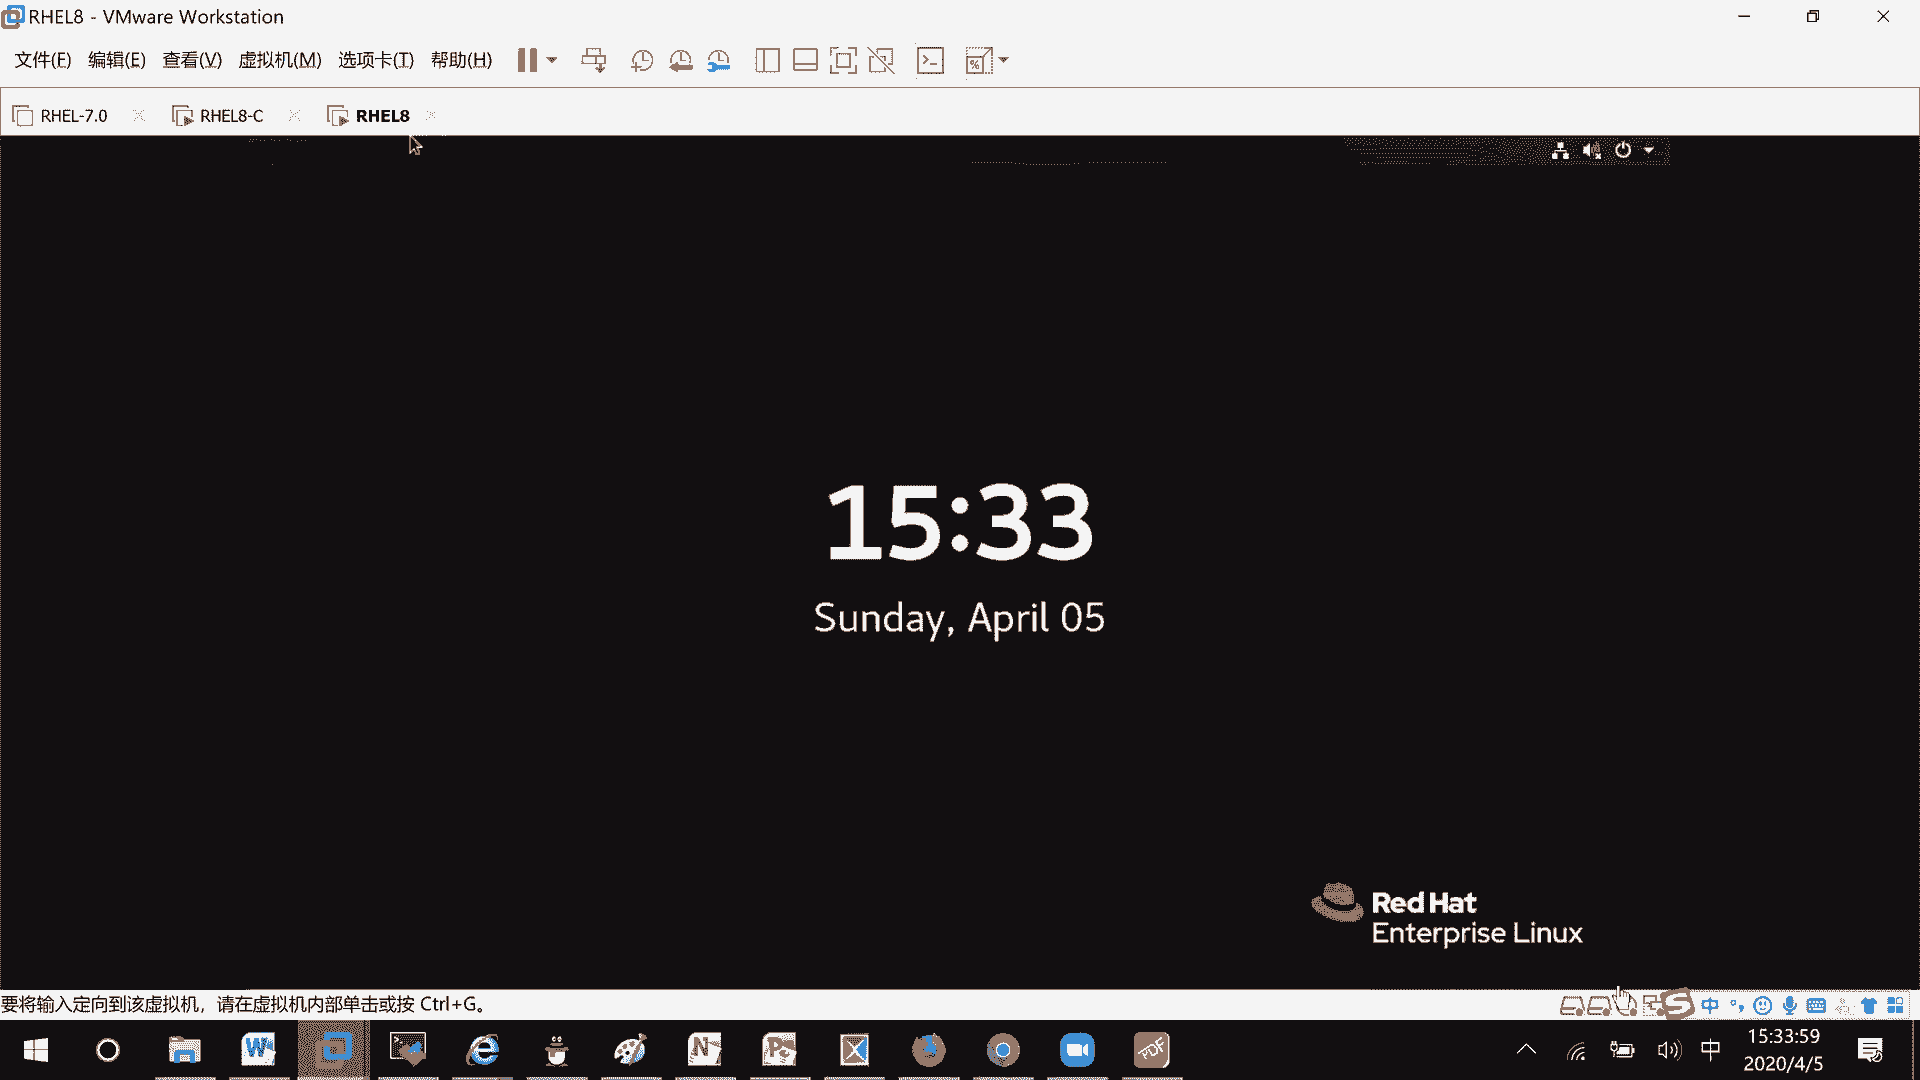 RHEL8 - VMware Workstation
文件(F) 编辑(E) 查看(V) 虚拟机(M) 选项卡(T) 帮助(H)
RHEL-7.0 RHEL8-C RHEL8
15:33
Sunday, April 05
Red Hat
Enterprise Linux
要将输入定向到该虚拟机，请在虚拟机内部单击或按 Ctrl+G。
中
中
15:33:59
2020/4/5
PDF